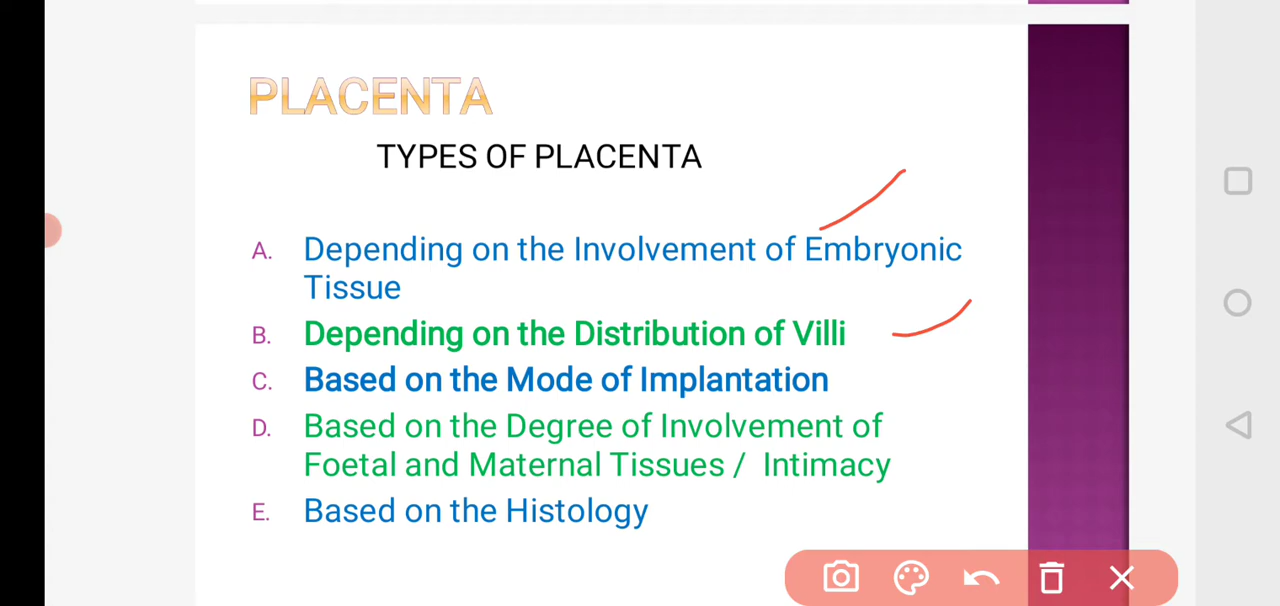 PLACENTA
TYPES OF PLACENTA
A. Depending on the Involvement of Embryonic
Tissue
B. Depending on the Distribution of Villi
C. Based on the Mode of Implantation
D. Based on the Degree of Involvement of
Foetal and Maternal Tissues / Intimacy
E. Based on the Histology